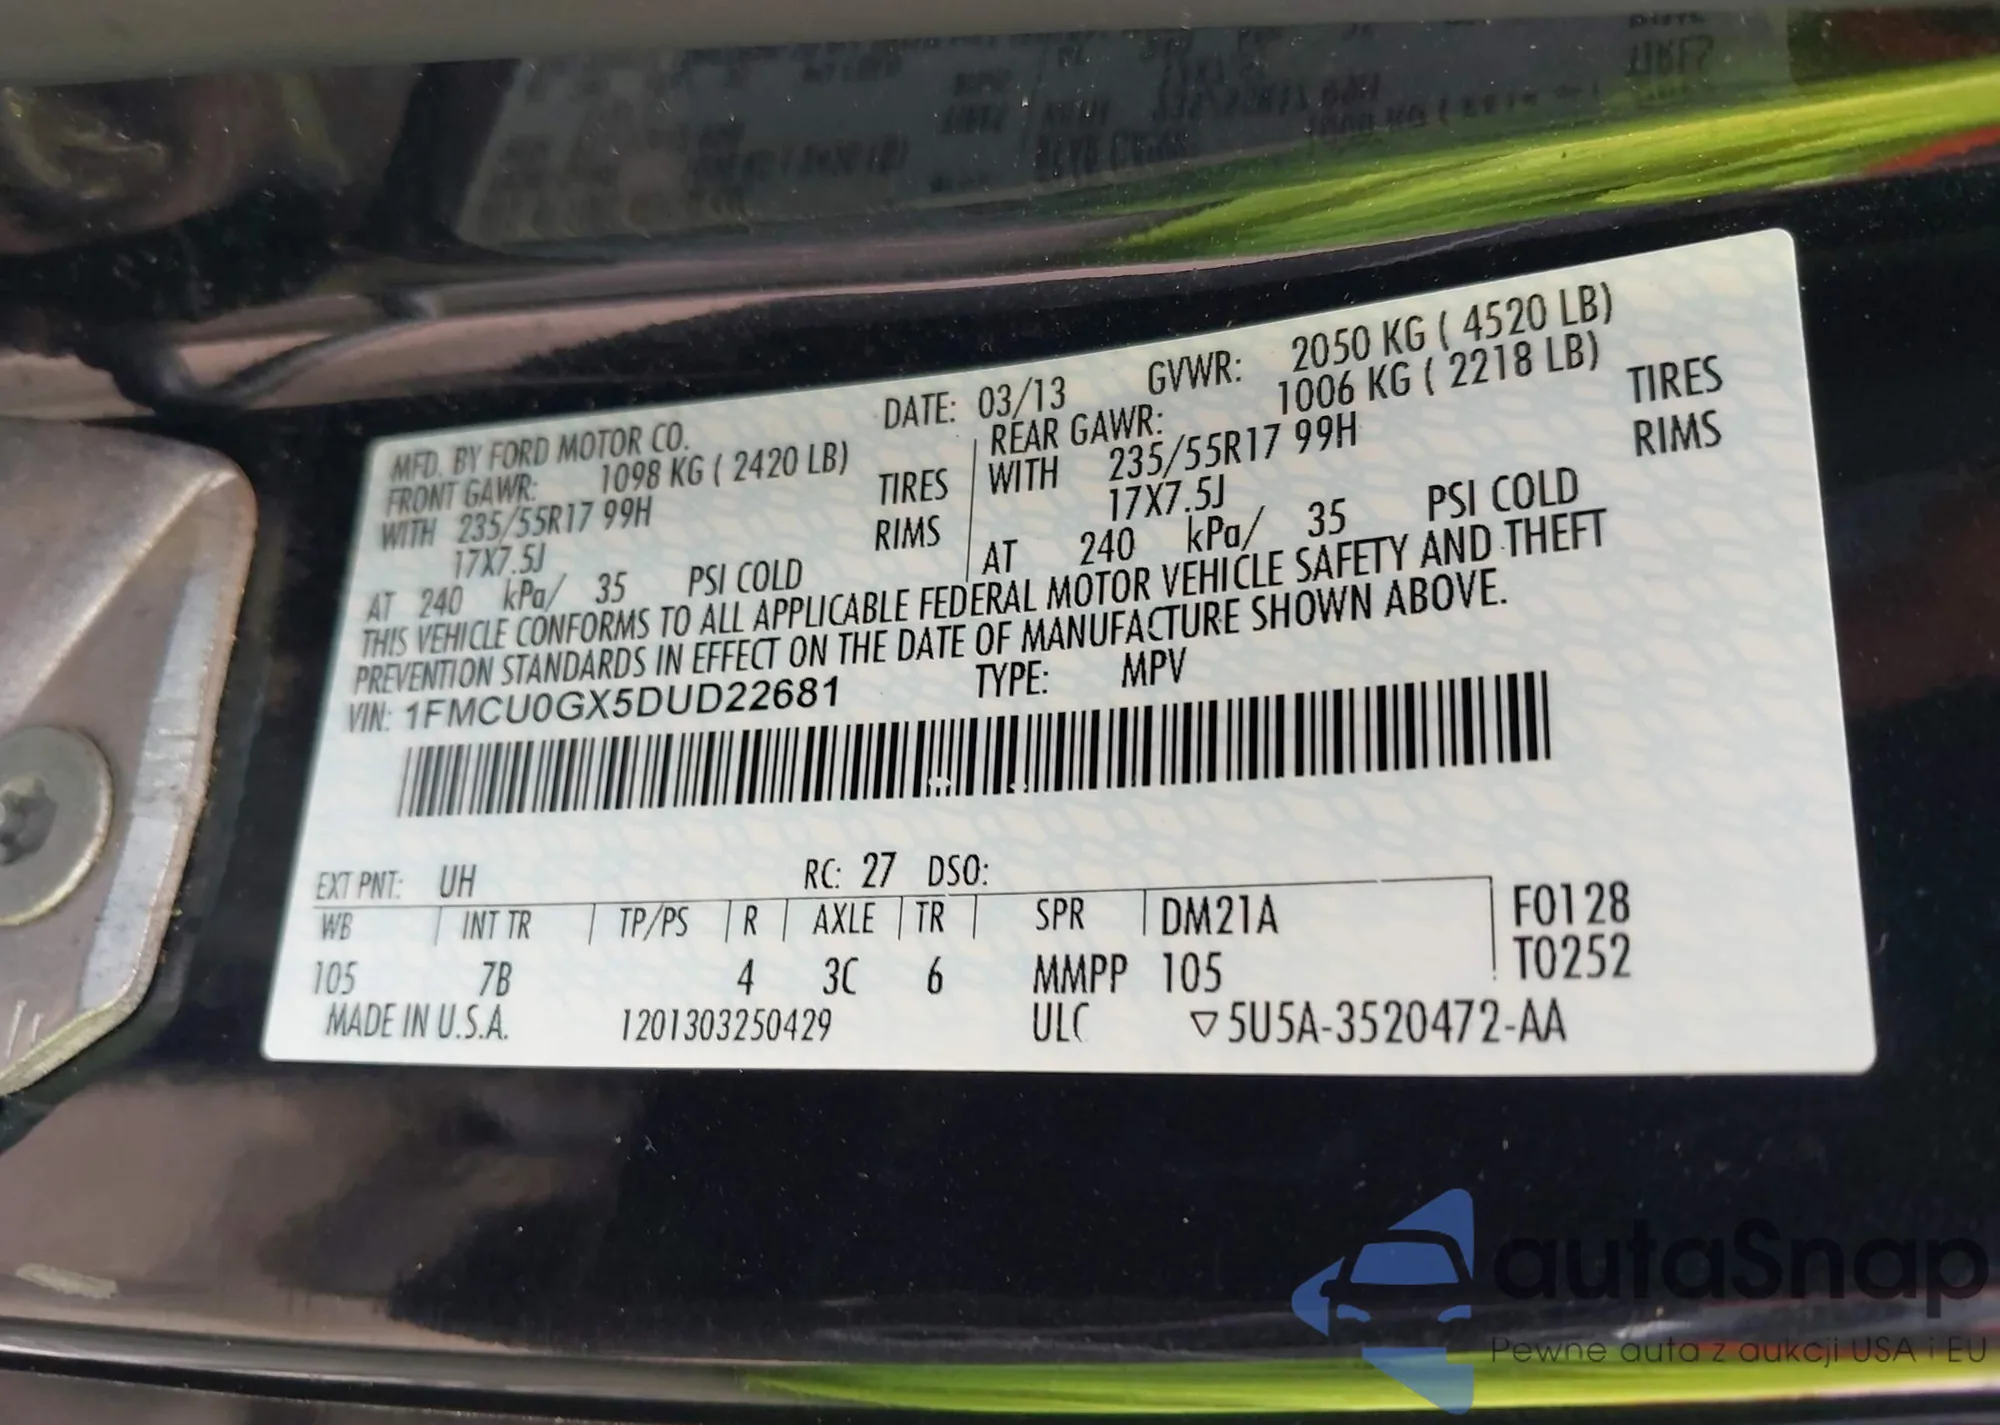 MFD. BY FORD MOTOR CO. DATE: 03/13 GVWR: 2050 KG ( 4520 LB)
FRONT GAWR: 1098 KG ( 2420 LB) REAR GAWR: 1006 KG ( 2218 LB)
WITH 235/55R17 99H TIRES WITH 235/55R17 99H TIRES
17X7.5J RIMS 17X7.5J RIMS
AT 240 kPa/ 35 PSI COLD AT 240 kPa/ 35 PSI COLD
THIS VEHICLE CONFORMS TO ALL APPLICABLE FEDERAL MOTOR VEHICLE SAFETY AND THEFT
PREVENTION STANDARDS IN EFFECT ON THE DATE OF MANUFACTURE SHOWN ABOVE.
VIN: 1FMCU0GX5DUD22681 TYPE: MPV
EXT PNT: UH RC: 27 DSO:
WB INT TR TP/PS R AXLE TR SPR DM21A F0128
105 7B 4 3C 6 MMPP 105 T0252
MADE IN U.S.A. 1201303250429 ULC ▽5U5A-3520472-AA
autaSnap
Pewne auta z aukcji USA i EU